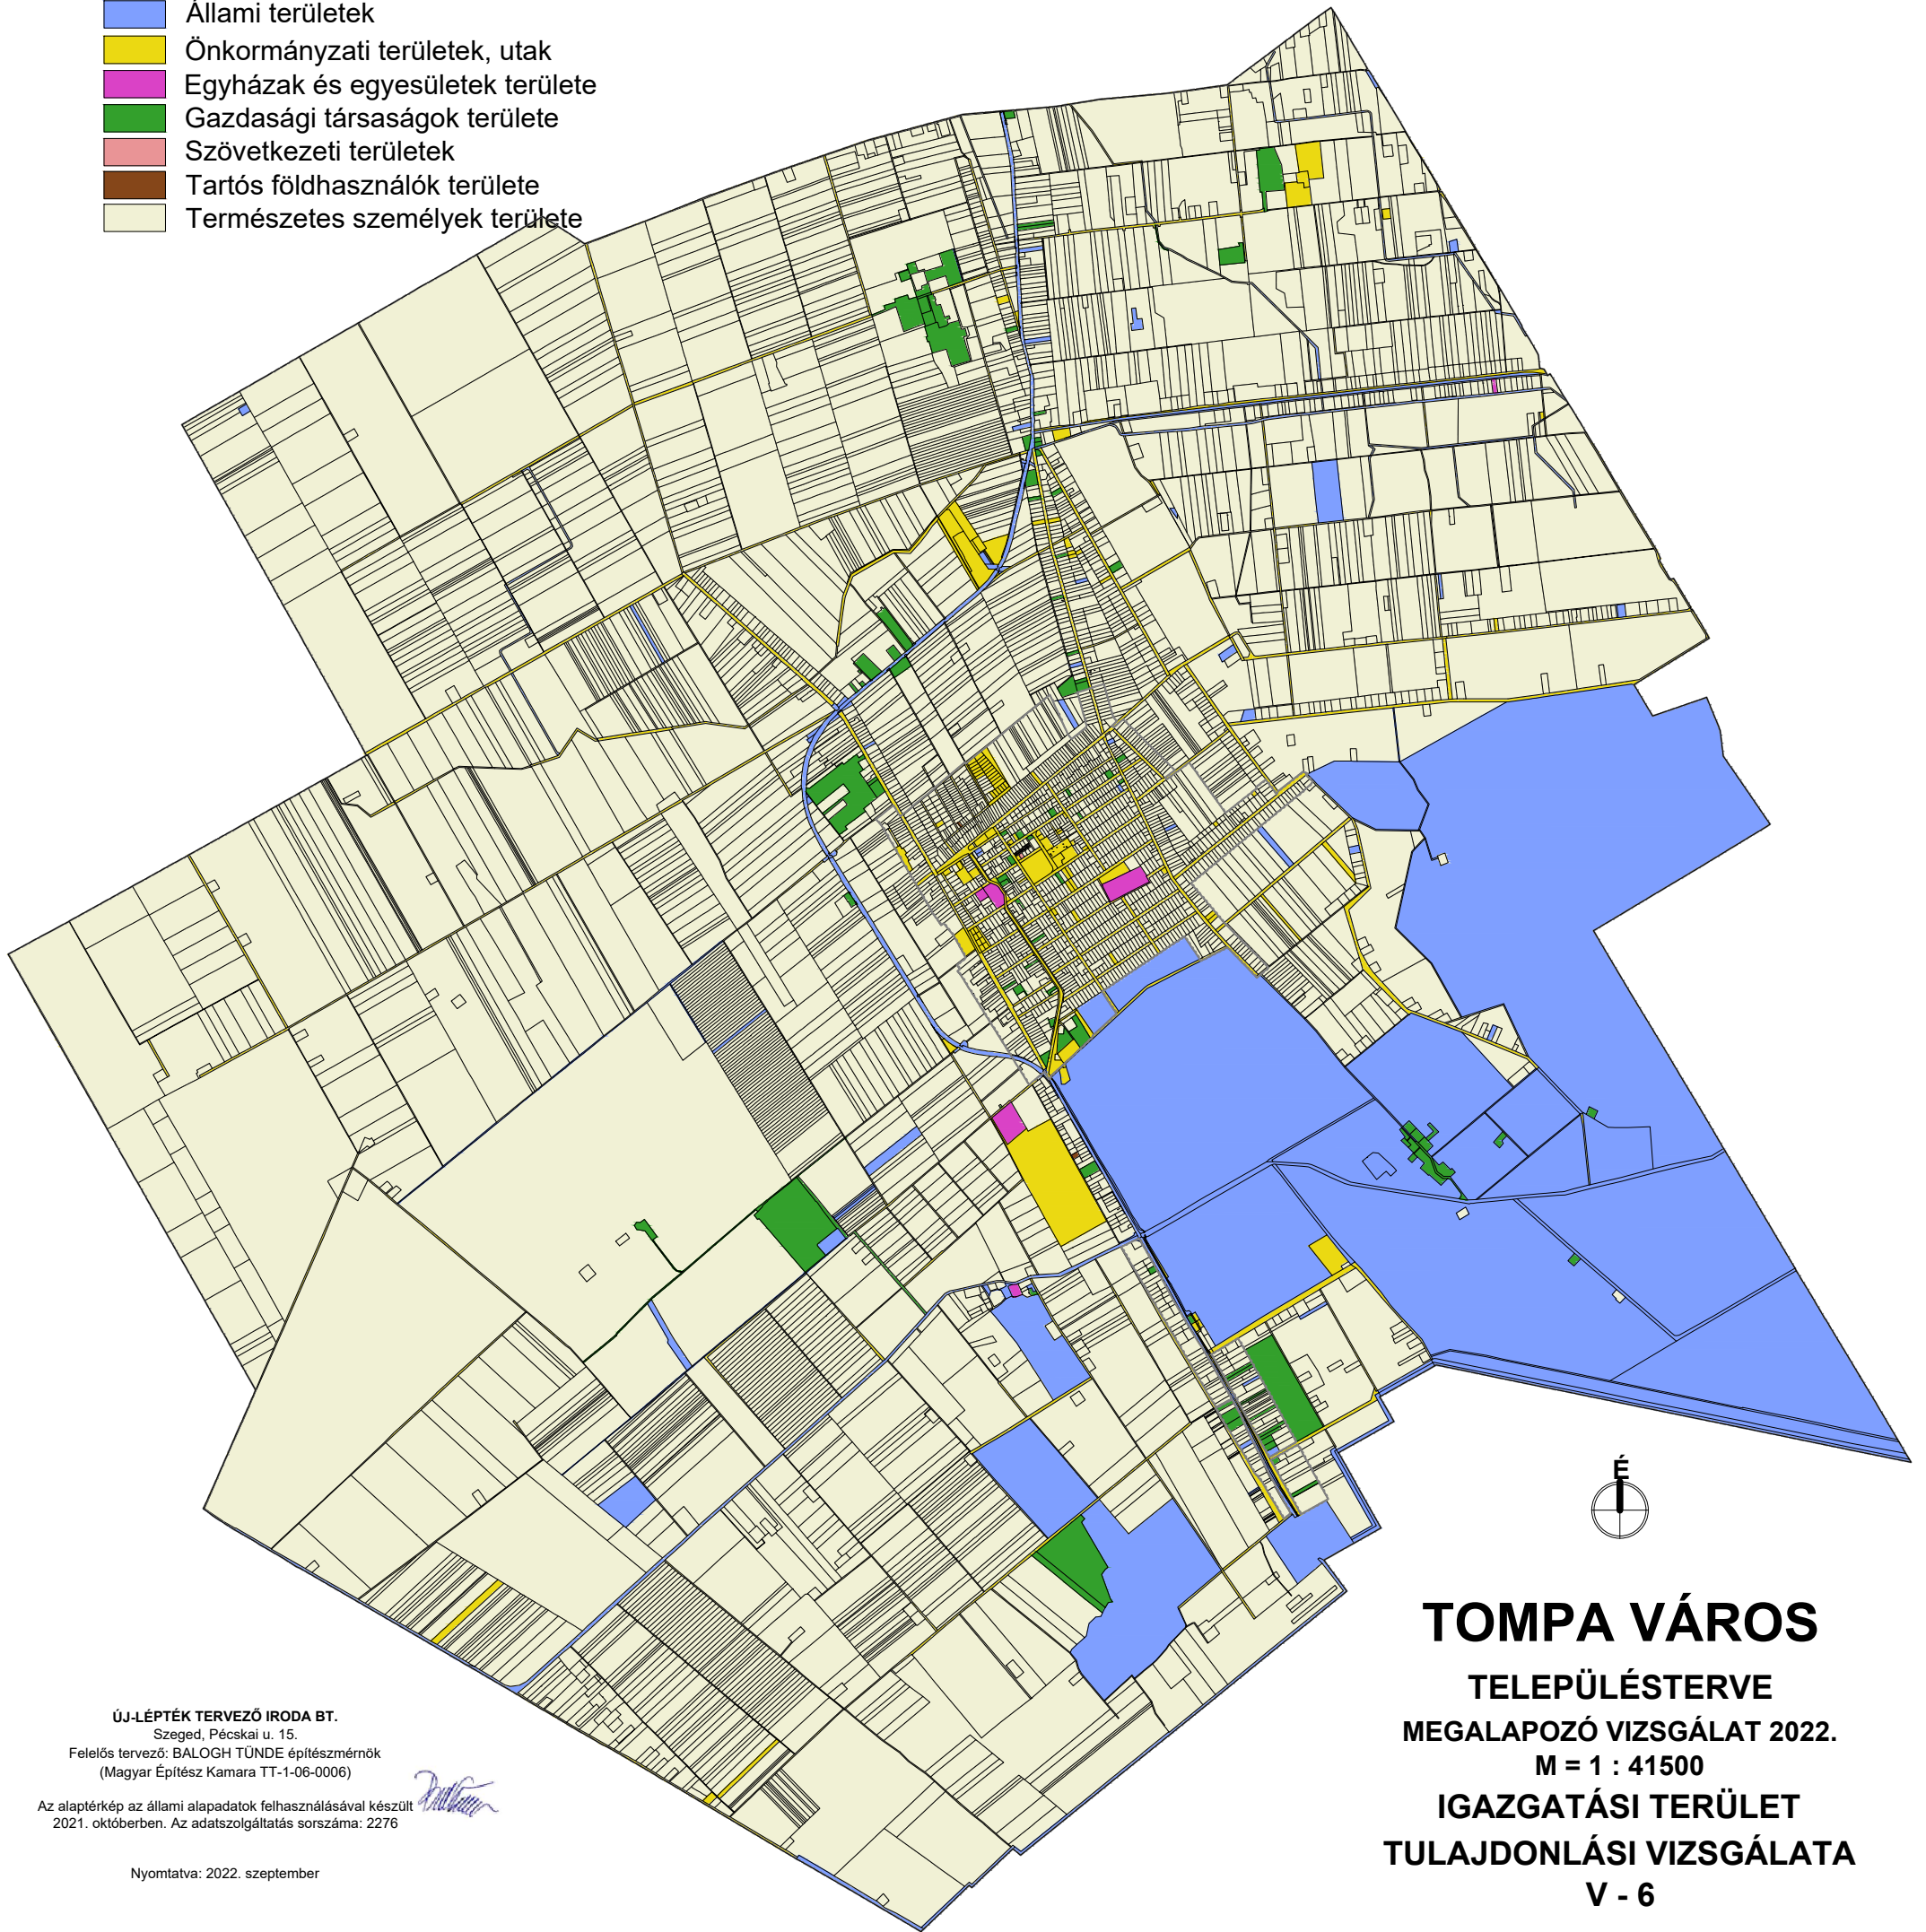 Állami területek
Önkormányzati területek, utak
Egyházak és egyesületek területe
Gazdasági társaságok területe
Szövetkezeti területek
Tartós földhasználók területe
Természetes személyek területe
É
TOMPA VÁROS
TELEPÜLÉSTERVE
MEGALAPOZÓ VIZSGÁLAT 2022.
M = 1 : 41500
IGAZGATÁSI TERÜLET
TULAJDONLÁSI VIZSGÁLATA
V - 6
ÚJ-LÉPTÉK TERVEZŐ IRODA BT.
Szeged, Pécskai u. 15.
Felelős tervező: BALOGH TÜNDE építészmérnök
(Magyar Építész Kamara TT-1-06-0006)
Az alaptérkép az állami alapadatok felhasználásával készült
2021. októberben. Az adatszolgáltatás sorszáma: 2276
Nyomtatva: 2022. szeptember